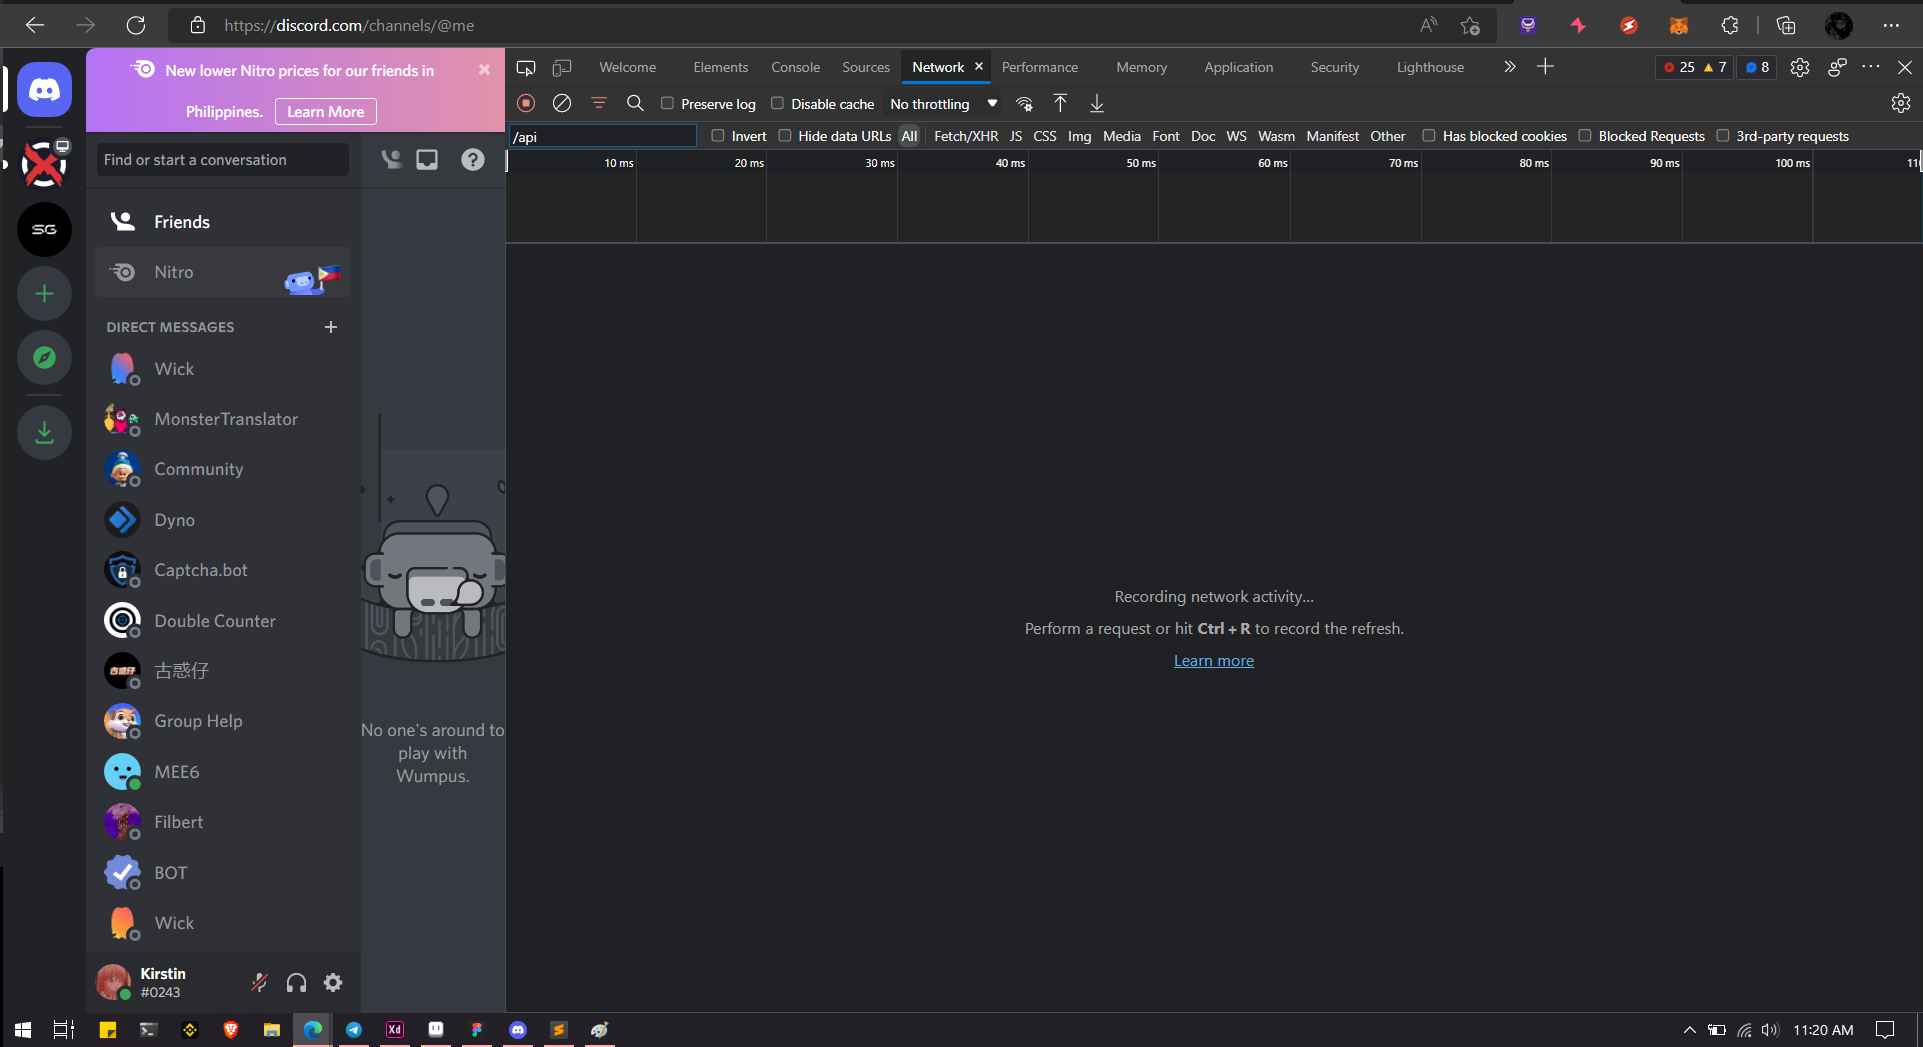 https://discord.com/channels/@me
New lower Nitro prices for our friends in
Philippines. Learn More
Find or start a conversation
SG
Friends
Nitro
DIRECT MESSAGES
Wick
MonsterTranslator
Community
Dyno
Captcha.bot
Double Counter
古惑仔
Group Help
MEE6
Filbert
BOT
Wick
Kirstin
#0243
No one's around to
play with
Wumpus.
Welcome Elements Console Sources Network Performance Memory Application Security Lighthouse 25 7 8
Preserve log Disable cache No throttling
/api Invert Hide data URLs All Fetch/XHR JS CSS Img Media Font Doc WS Wasm Manifest Other Has blocked cookies Blocked Requests 3rd-party requests
10 ms 20 ms 30 ms 40 ms 50 ms 60 ms 70 ms 80 ms 90 ms 100 ms 11
Recording network activity...
Perform a request or hit Ctrl + R to record the refresh.
Learn more
Xd
11:20 AM